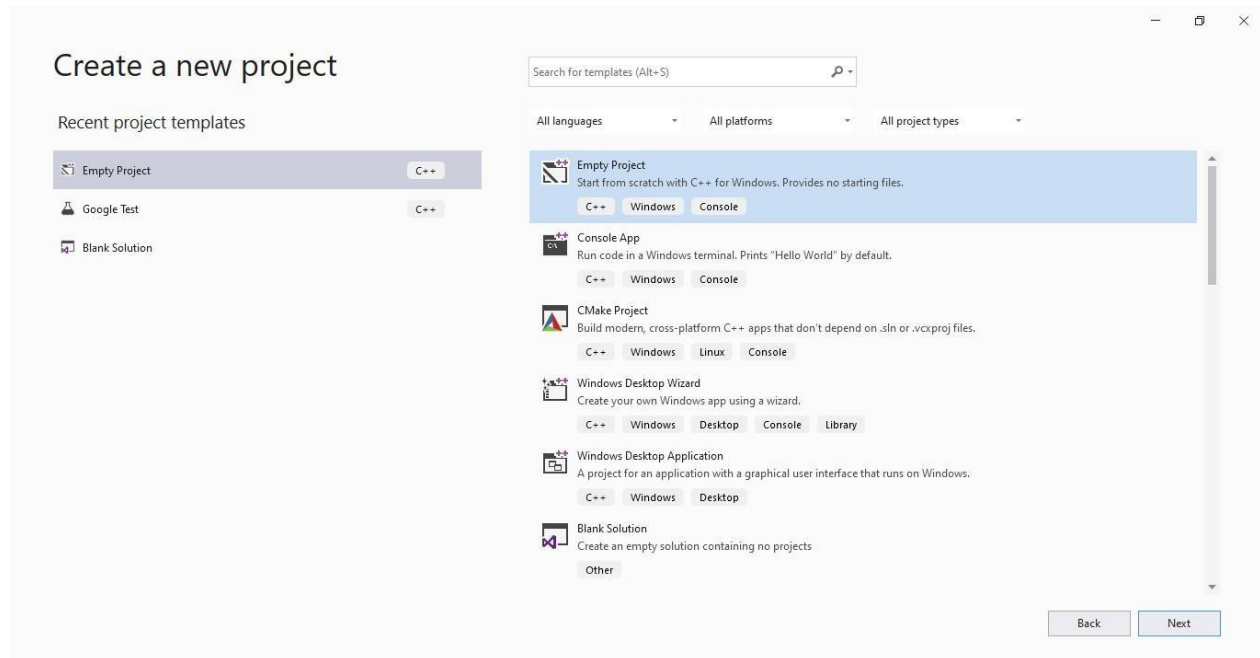 Create a new project
Search for templates (Alt+S)
Recent project templates
All languages
All platforms
All project types
Empty Project C++
Google Test C++
Blank Solution
Empty Project
Start from scratch with C++ for Windows. Provides no starting files.
C++ Windows Console
Console App
Run code in a Windows terminal. Prints "Hello World" by default.
C++ Windows Console
CMake Project
Build modern, cross-platform C++ apps that don't depend on .sln or .vcxproj files.
C++ Windows Linux Console
Windows Desktop Wizard
Create your own Windows app using a wizard.
C++ Windows Desktop Console Library
Windows Desktop Application
A project for an application with a graphical user interface that runs on Windows.
C++ Windows Desktop
Blank Solution
Create an empty solution containing no projects
Other
Back
Next